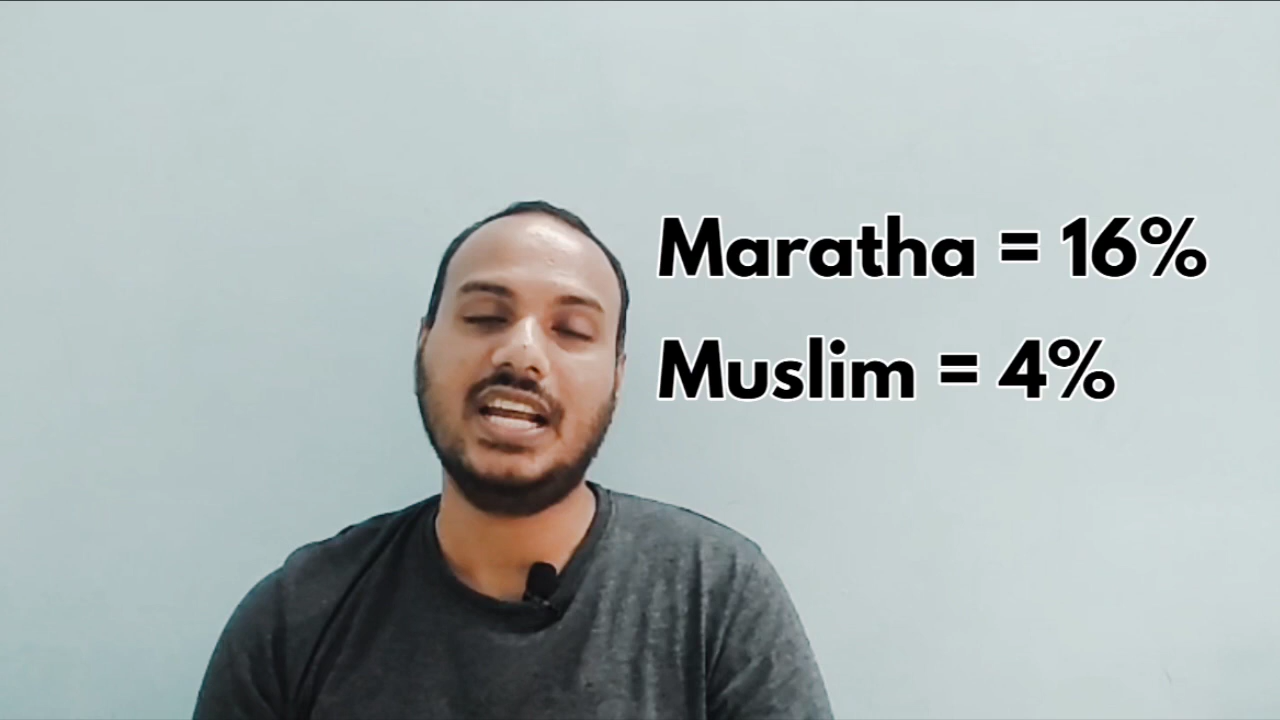 Maratha = 16%
Muslim = 4%